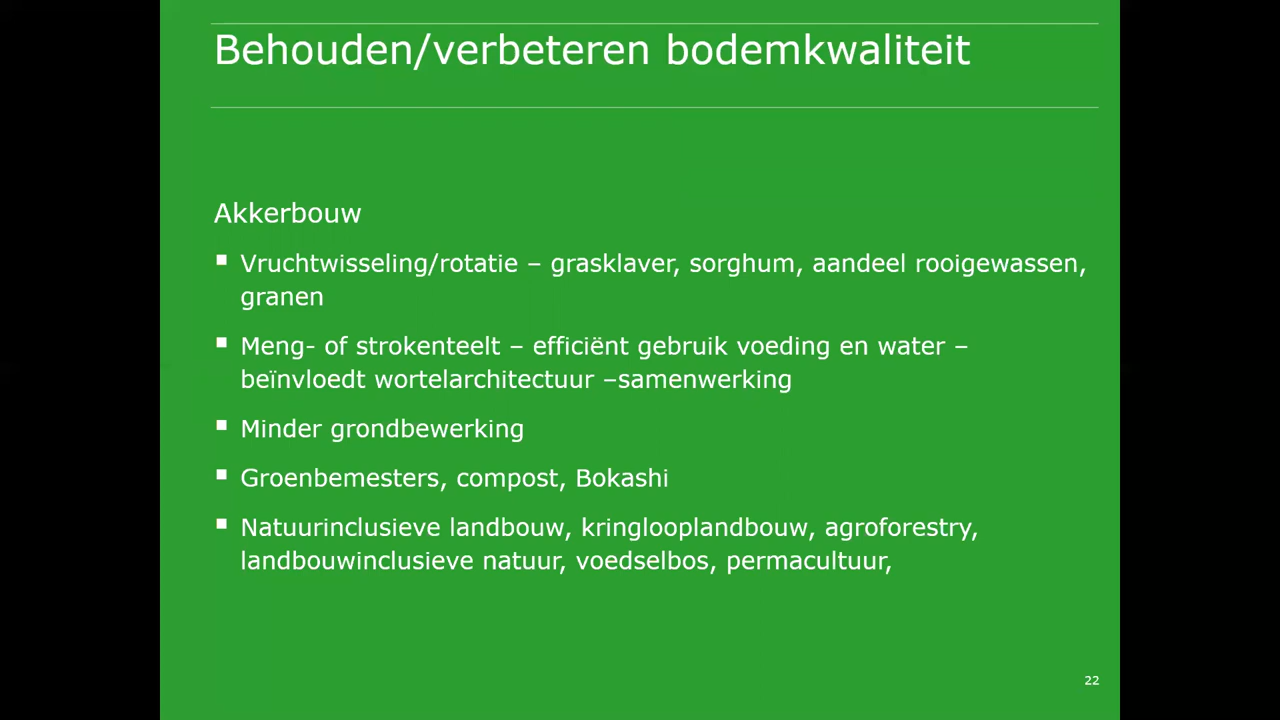 Behouden/verbeteren bodemkwaliteit
Akkerbouw
▪ Vruchtwisseling/rotatie – grasklaver, sorghum, aandeel rooigewassen,
granen
▪ Meng- of strokenteelt – efficiënt gebruik voeding en water –
beïnvloedt wortelarchitectuur –samenwerking
▪ Minder grondbewerking
▪ Groenbemesters, compost, Bokashi
▪ Natuurinclusieve landbouw, kringlooplandbouw, agroforestry,
landbouwinclusieve natuur, voedselbos, permacultuur,
22